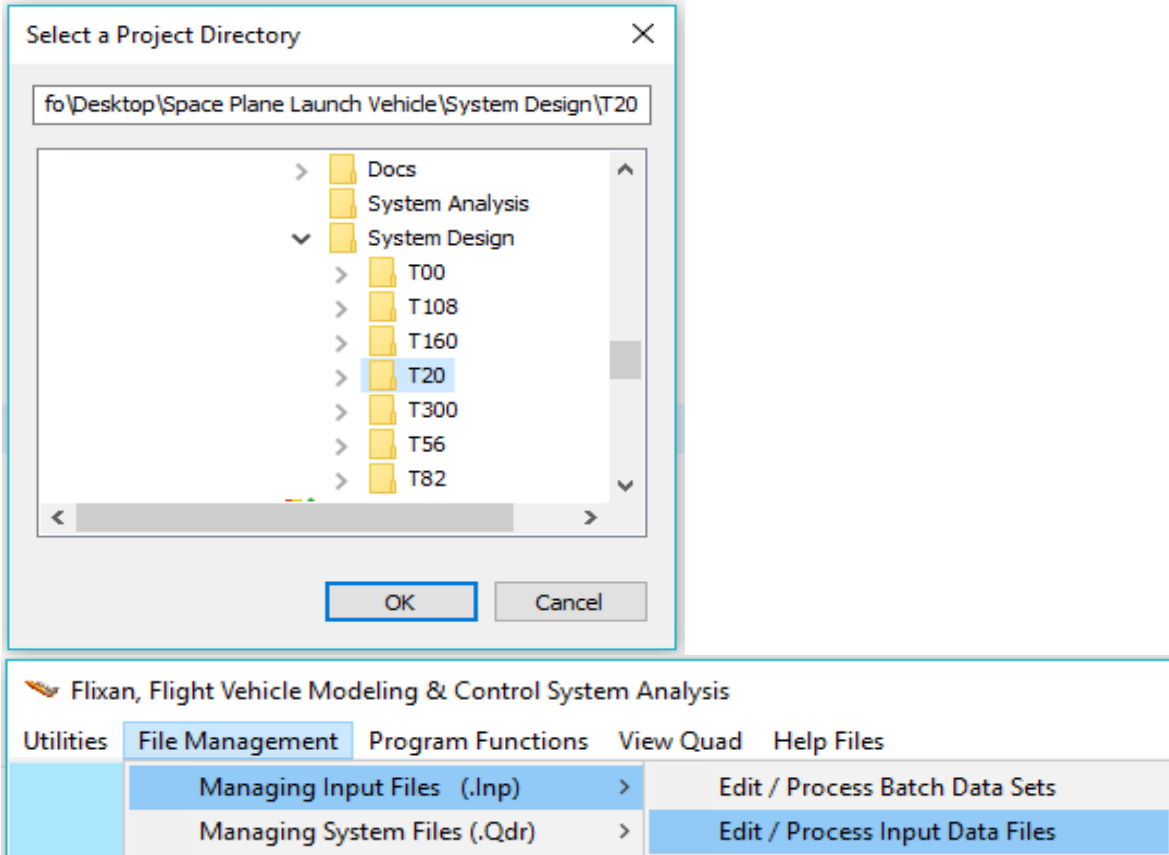 Select a Project Directory
fo\Desktop\Space Plane Launch Vehicle\System Design\T20
Docs
System Analysis
System Design
T00
T108
T160
T20
T300
T56
T82
OK Cancel
Flixan, Flight Vehicle Modeling & Control System Analysis
Utilities File Management Program Functions View Quad Help Files
Managing Input Files (.Inp) Edit / Process Batch Data Sets
Managing System Files (.Qdr) Edit / Process Input Data Files